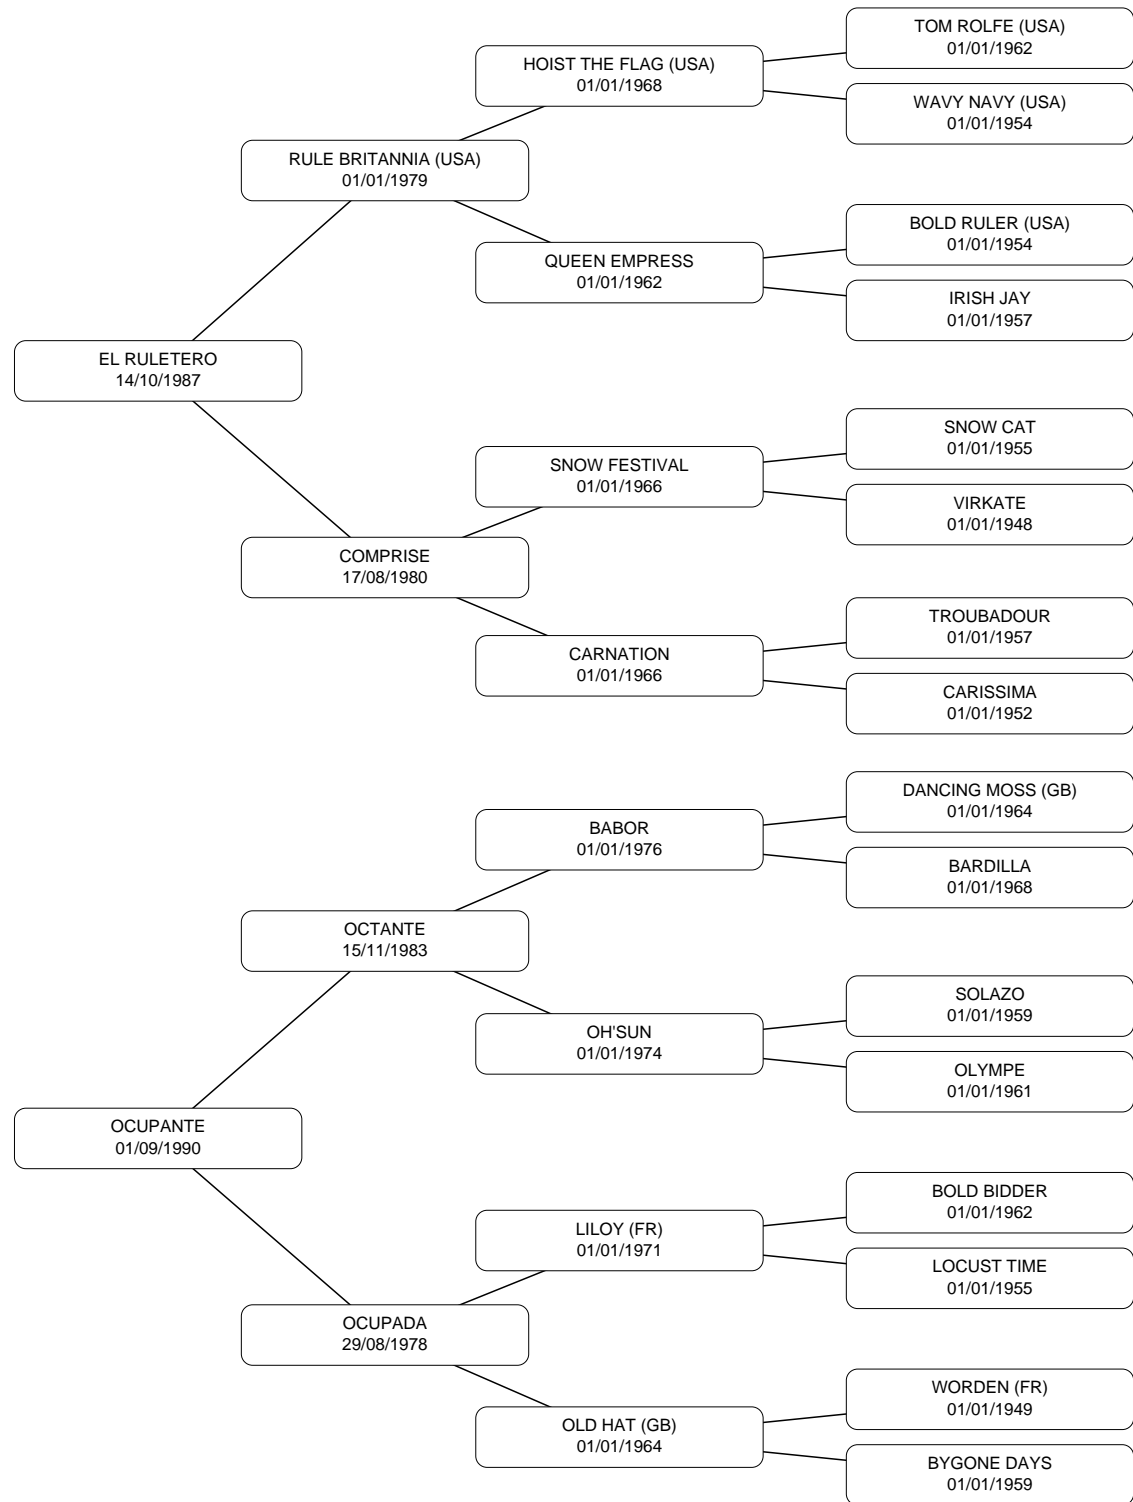 TOM ROLFE (USA)
01/01/1962
HOIST THE FLAG (USA)
01/01/1968
WAVY NAVY (USA)
01/01/1954
RULE BRITANNIA (USA)
01/01/1979
BOLD RULER (USA)
01/01/1954
QUEEN EMPRESS
01/01/1962
IRISH JAY
01/01/1957
EL RULETERO
14/10/1987
SNOW CAT
01/01/1955
SNOW FESTIVAL
01/01/1966
VIRKATE
01/01/1948
COMPRISE
17/08/1980
TROUBADOUR
01/01/1957
CARNATION
01/01/1966
CARISSIMA
01/01/1952
DANCING MOSS (GB)
01/01/1964
BABOR
01/01/1976
BARDILLA
01/01/1968
OCTANTE
15/11/1983
SOLAZO
01/01/1959
OH'SUN
01/01/1974
OLYMPE
01/01/1961
OCUPANTE
01/09/1990
BOLD BIDDER
01/01/1962
LILOY (FR)
01/01/1971
LOCUST TIME
01/01/1955
OCUPADA
29/08/1978
WORDEN (FR)
01/01/1949
OLD HAT (GB)
01/01/1964
BYGONE DAYS
01/01/1959